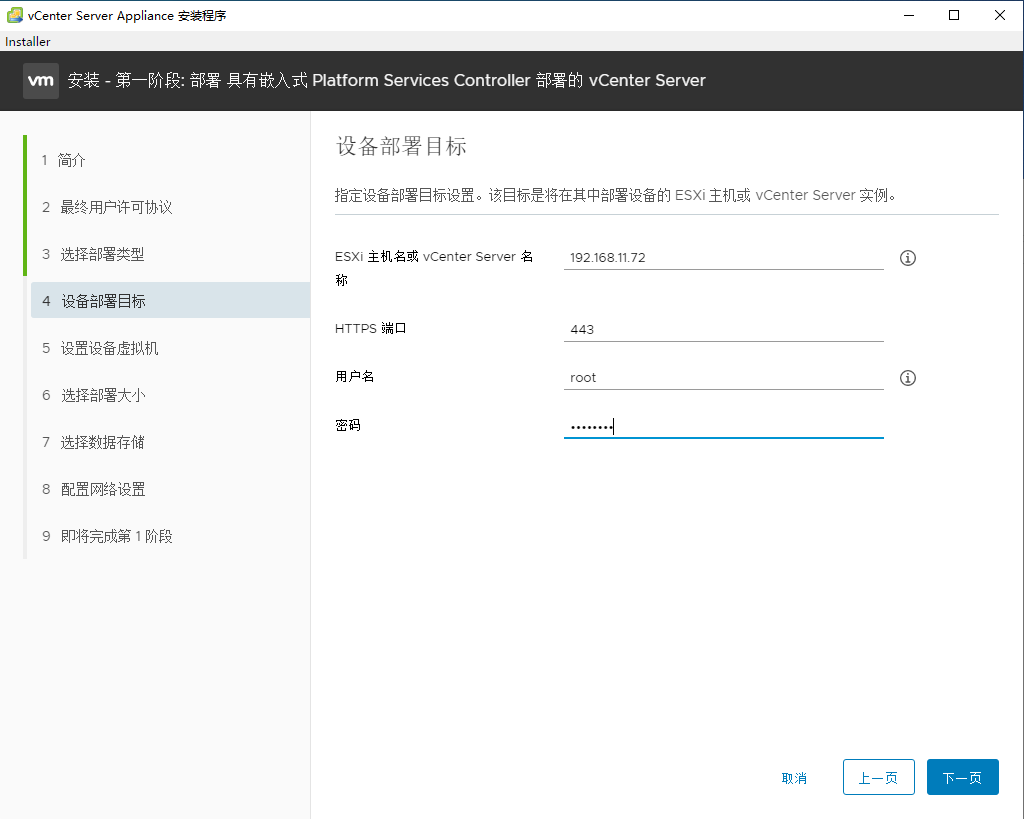 vCenter Server Appliance 安装程序
Installer
vm 安装 - 第一阶段: 部署 具有嵌入式 Platform Services Controller 部署的 vCenter Server
1 简介
2 最终用户许可协议
3 选择部署类型
4 设备部署目标
5 设置设备虚拟机
6 选择部署大小
7 选择数据存储
8 配置网络设置
9 即将完成第 1 阶段
设备部署目标
指定设备部署目标设置。该目标是将在其中部署设备的 ESXi 主机或 vCenter Server 实例。
ESXi 主机名或 vCenter Server 名
称
192.168.11.72
HTTPS 端口
443
用户名
root
密码
••••••••
取消
上一页
下一页